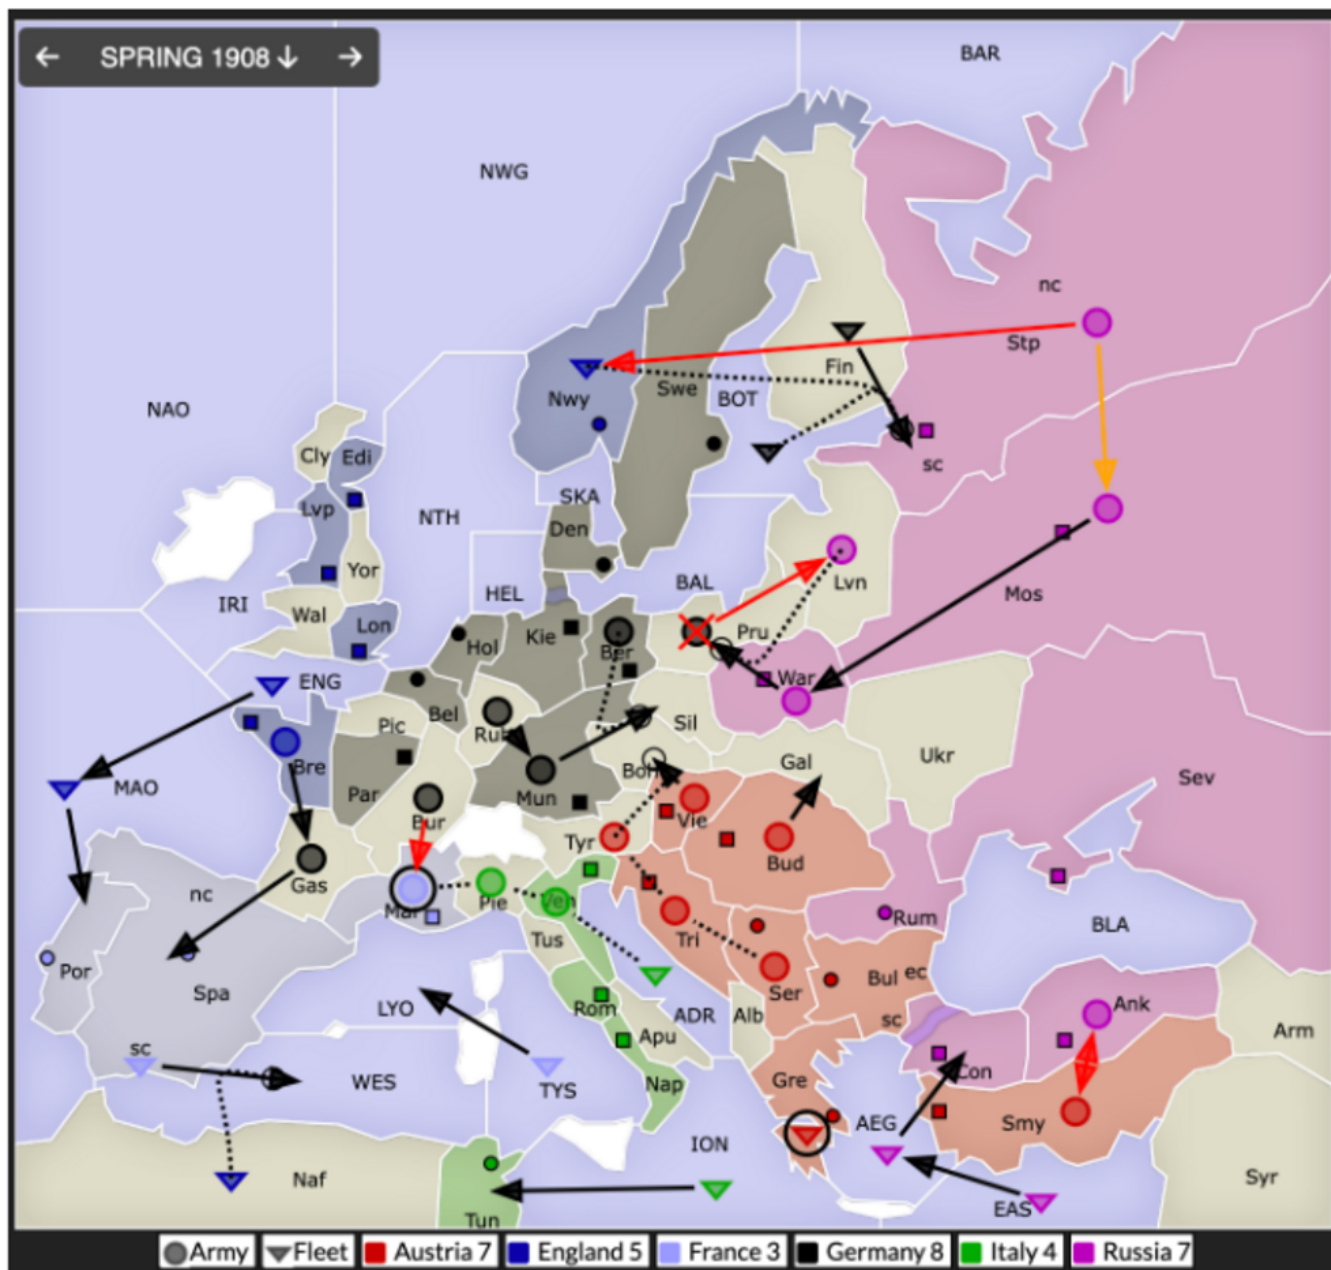 ← SPRING 1908 ↓ →
BAR
NWG
nc
Stp
Fin
NAO
Nwy
Swe
BOT
Cly
Edi
sc
SKA
Lvp
NTH
Den
Yor
HEL
BAL
Lvn
IRI
Wal
Mos
Lon
Hol
Kie
Ber
Pru
ENG
War
Bel
Pic
Ruh
Sil
Ukr
Boh
Gal
Bre
Par
Mun
Sev
MAO
Bur
Vie
Tyr
Bud
nc
Gas
Mar
Pie
Ven
Rum
BLA
Tus
Tri
Por
Spa
Ser
Bul
ec
LYO
Rom
ADR
Alb
sc
Ank
Apu
Arm
sc
WES
TYS
Nap
Gre
Con
AEG
Smy
ION
Naf
Syr
EAS
Tun
Army
Fleet
Austria 7
England 5
France 3
Germany 8
Italy 4
Russia 7